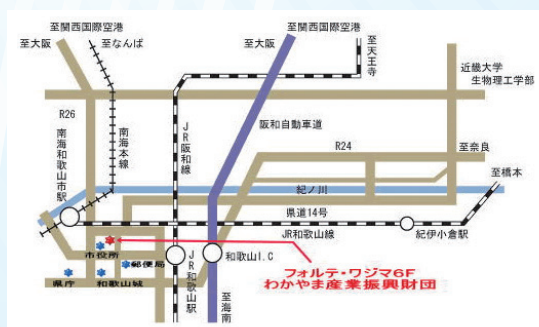 至関西国際空港
至大阪
至なんば
至関西国際空港
至大阪
至天王寺
近畿大学
生物理工学部
R26
南海本線
南海和歌山市駅
JR阪和線
阪和自動車道
R24
至奈良
至橋本
紀ノ川
県道14号
JR和歌山線
紀伊小倉駅
市役所
郵便局
県庁
和歌山城
JR和歌山駅
和歌山I.C
至海南
フォルテ・ワジマ6F
わかやま産業振興財団